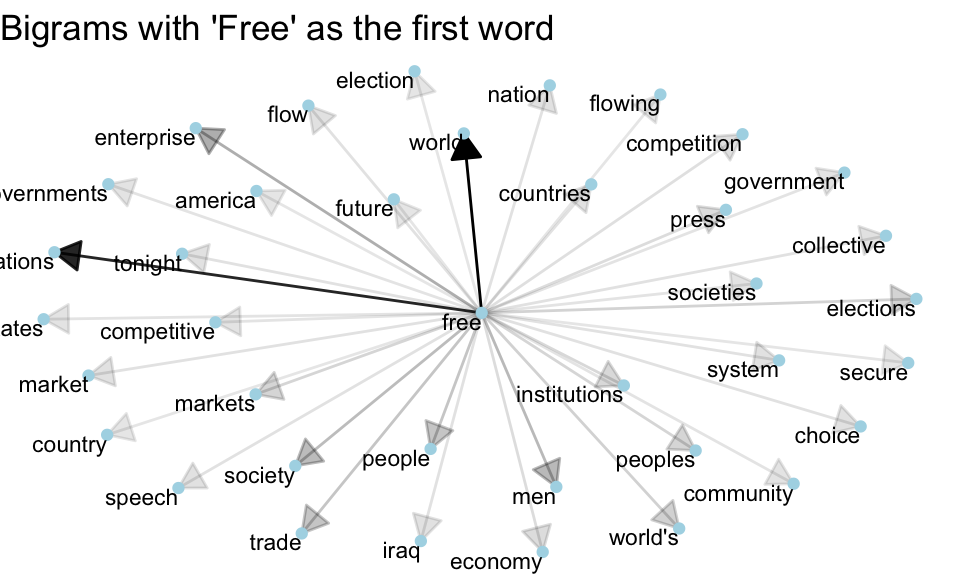 Bigrams with 'Free' as the first word
election
nation
flowing
flow
enterprise
world
competition
governments
america
future
countries
government
press
collective
ations
tonight
societies
elections
ates
competitive
free
market
markets
institutions
system
secure
country
society
people
peoples
choice
speech
men
community
trade
iraq
economy
world's